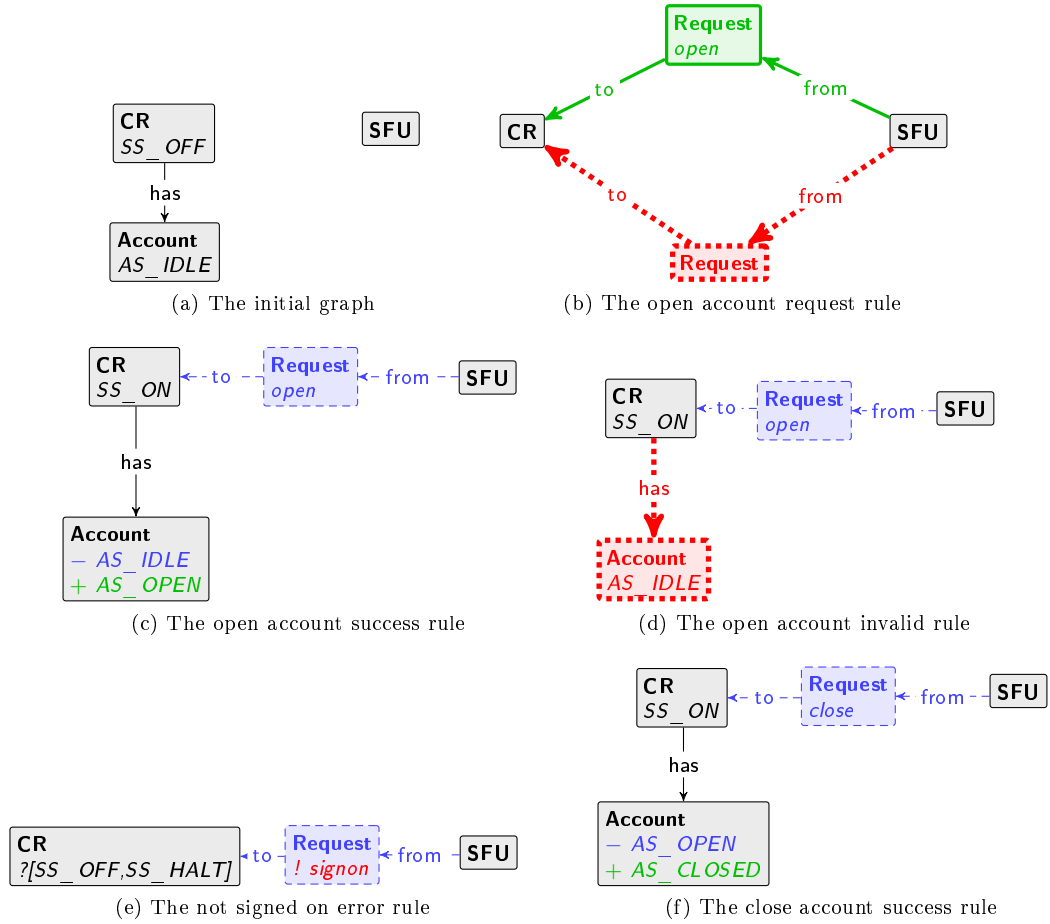 CR
SS_OFF
has
Account
AS_IDLE
SFU
(a) The initial graph
Request
open
to
from
CR
SFU
to
from
Request
(b) The open account request rule
CR
SS_ON
to
Request
open
from
SFU
has
Account
− AS_IDLE
+ AS_OPEN
(c) The open account success rule
CR
SS_ON
to
Request
open
from
SFU
has
Account
AS_IDLE
(d) The open account invalid rule
CR
?[SS_OFF,SS_HALT]
to
Request
! signon
from
SFU
(e) The not signed on error rule
CR
SS_ON
to
Request
close
from
SFU
has
Account
− AS_OPEN
+ AS_CLOSED
(f) The close account success rule